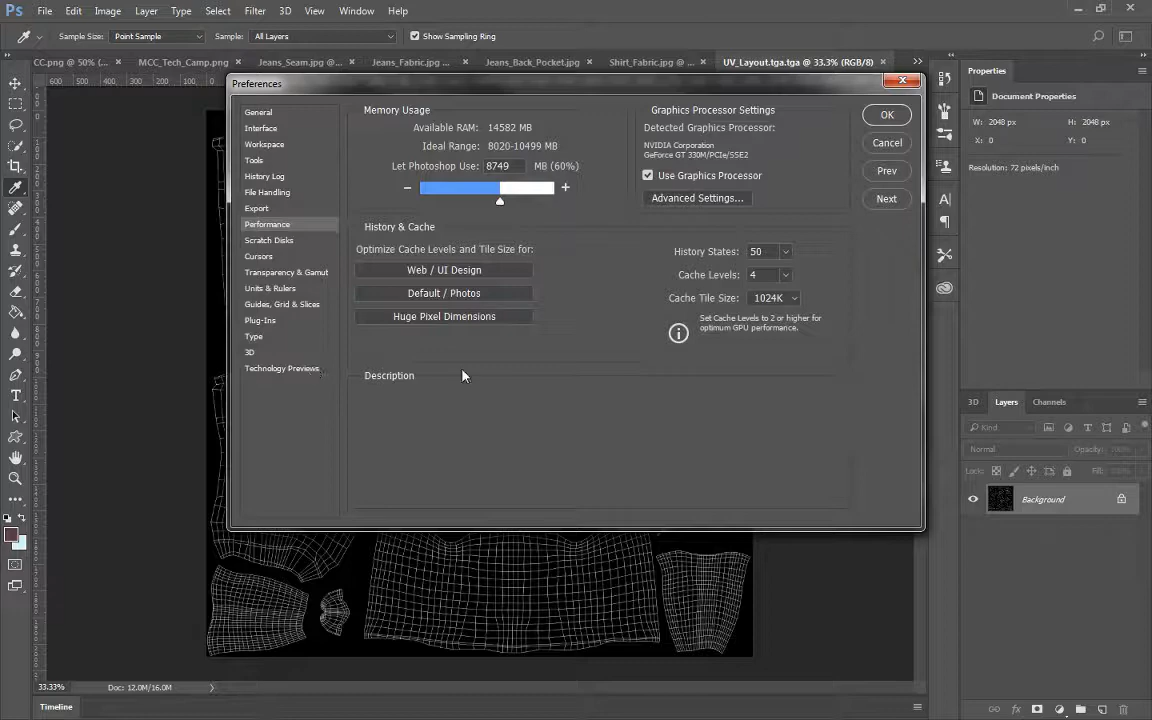 Ps File Edit Image Layer Type Select Filter 3D View Window Help
Sample Size: Point Sample Sample: All Layers Show Sampling Ring
CC.png @ 50% (... × MCC_Tech_Camp.png × Jeans_Seam.jpg @ ... × Jeans_Fabric.jpg ... × Jeans_Back_Pocket.jpg × Shirt_Fabric.jpg @ ... × UV_Layout.tga.tga @ 33.3% (RGB/8) ×
600 500 400 300 200 100 0
Preferences
General
Interface
Workspace
Tools
History Log
File Handling
Export
Performance
Scratch Disks
Cursors
Transparency & Gamut
Units & Rulers
Guides, Grid & Slices
Plug-Ins
Type
3D
Technology Previews
Memory Usage
Available RAM: 14582 MB
Ideal Range: 8020-10499 MB
Let Photoshop Use: 8749 MB (60%)
Graphics Processor Settings
Detected Graphics Processor:
NVIDIA Corporation
GeForce GT 330M/PCIe/SSE2
Use Graphics Processor
Advanced Settings...
OK
Cancel
Prev
Next
History & Cache
Optimize Cache Levels and Tile Size for:
Web / UI Design
Default / Photos
Huge Pixel Dimensions
History States: 50
Cache Levels: 4
Cache Tile Size: 1024K
Set Cache Levels to 2 or higher for
optimum GPU performance.
Description
Properties
Document Properties
W: 2048 px H: 2048 px
X: 0 Y: 0
Resolution: 72 pixels/inch
3D Layers Channels
Kind
Normal Opacity: 100%
Lock: Fill: 100%
Background
33.33% Doc: 12.0M/16.0M
Timeline